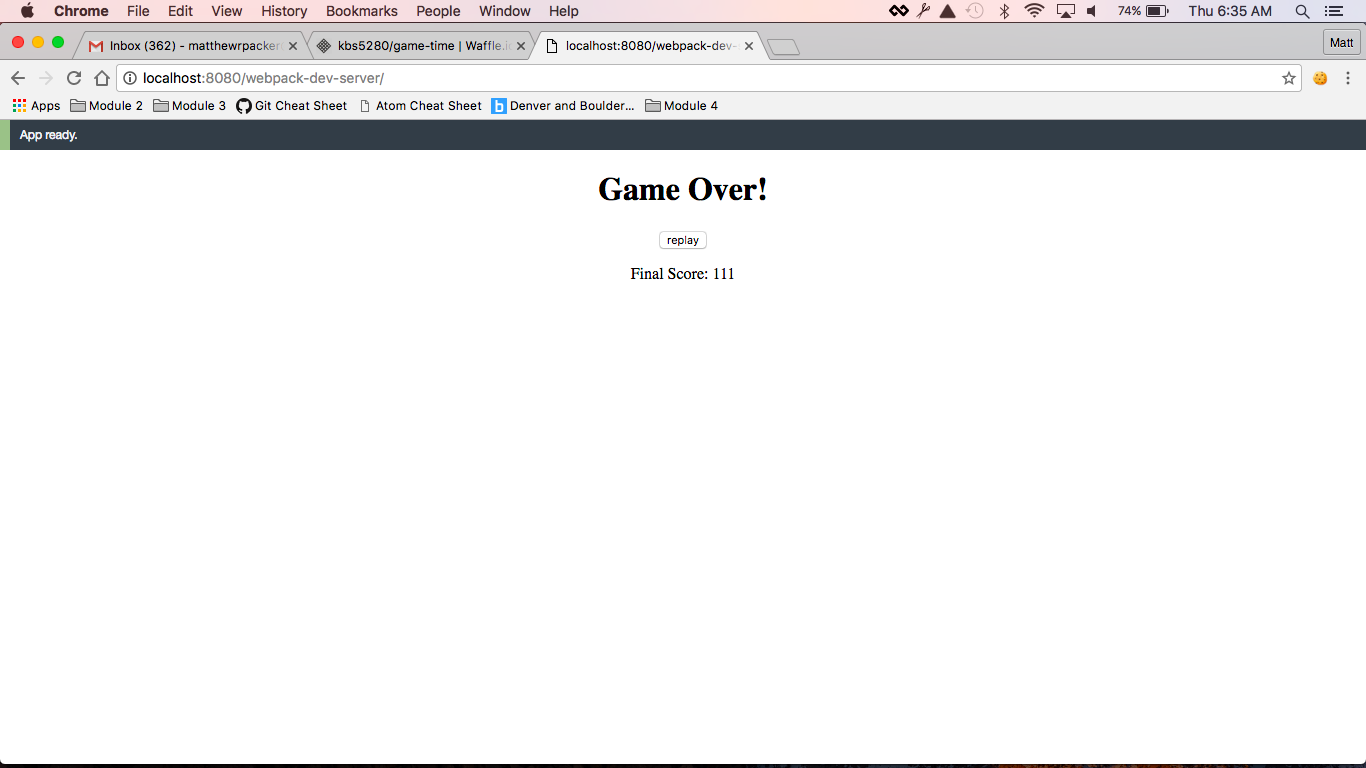 Chrome File Edit View History Bookmarks People Window Help 74% Thu 6:35 AM
Inbox (362) - matthewrpacker kbs5280/game-time | Waffle.i localhost:8080/webpack-dev- Matt
localhost:8080/webpack-dev-server/
Apps Module 2 Module 3 Git Cheat Sheet Atom Cheat Sheet b Denver and Boulder... Module 4
App ready.
Game Over!
replay
Final Score: 111